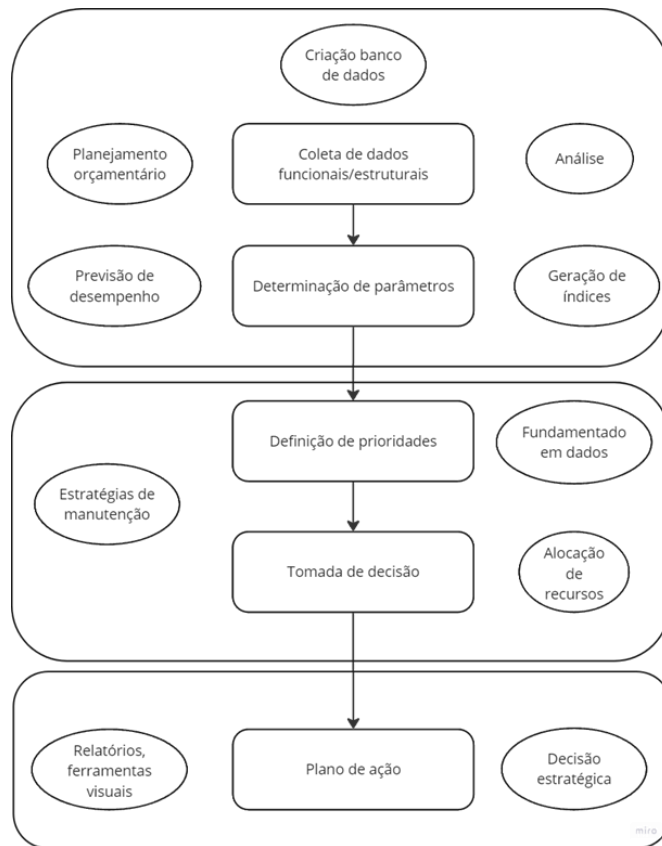 Criação banco
de dados
Planejamento
orçamentário
Coleta de dados
funcionais/estruturais
Análise
Previsão de
desempenho
Determinação de parâmetros
Geração de
índices
Definição de prioridades
Fundamentado
em dados
Estratégias de
manutenção
Tomada de decisão
Alocação
de
recursos
Relatórios,
ferramentas
visuais
Plano de ação
Decisão
estratégica
miro